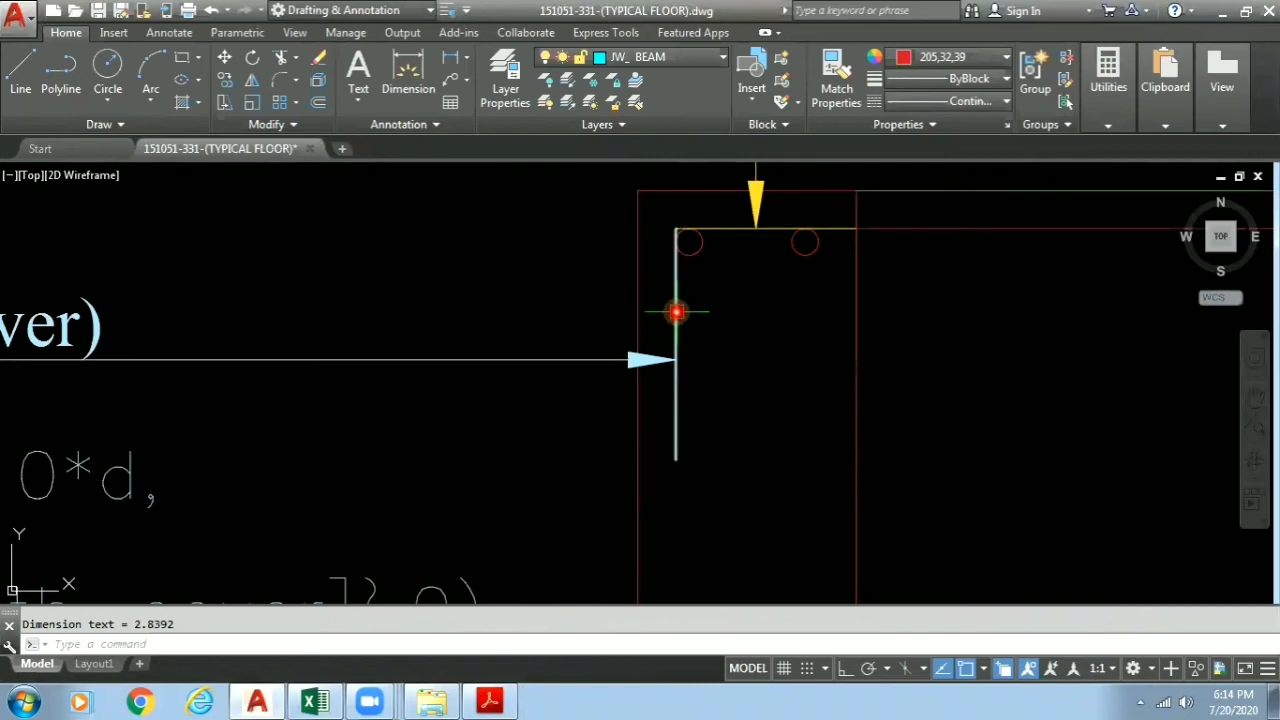 Drafting & Annotation
151051-331-(TYPICAL FLOOR).dwg
Type a keyword or phrase
Sign In
Home
Insert
Annotate
Parametric
View
Manage
Output
Add-ins
Collaborate
Express Tools
Featured Apps
JW_ BEAM
205,32,39
ByBlock
Contin...
Line
Polyline
Circle
Arc
Text
Dimension
Layer
Properties
Insert
Match
Properties
Group
Utilities
Clipboard
View
Draw
Modify
Annotation
Layers
Block
Properties
Groups
Start
151051-331-(TYPICAL FLOOR)*
[−][Top][2D Wireframe]
N
W
TOP
E
S
WCS
ver)
0*d,
Y
X
Dimension text = 2.8392
Type a command
Model
Layout1
MODEL
1:1
6:14 PM
7/20/2020